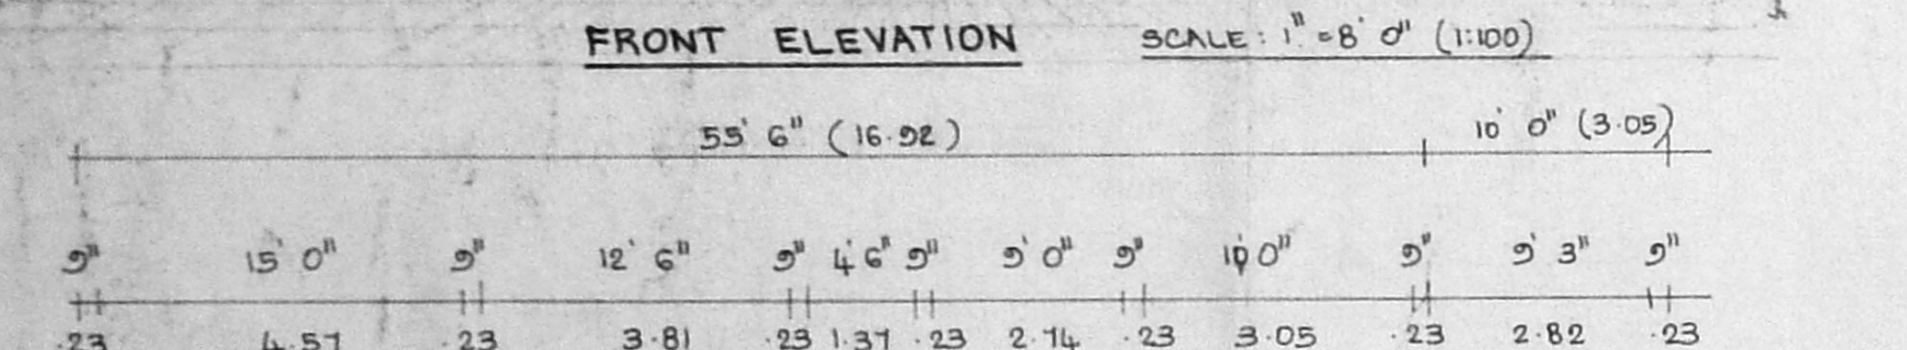 FRONT ELEVATION SCALE: 1"=8' 0" (1:100)
55' 6" (16.92) 10' 0" (3.05)
9" 15' 0" 9" 12' 6" 9" 4' 6" 9" 9' 0" 9" 10' 0" 9" 9' 3" 9"
.23 4.57 .23 3.81 .23 1.37 .23 2.74 .23 3.05 .23 2.82 .23